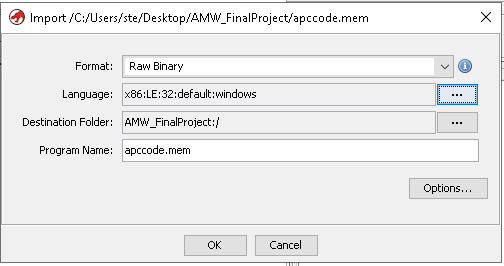 Import /C:/Users/ste/Desktop/AMW_FinalProject/apccode.mem
Format: Raw Binary
Language: x86:LE:32:default:windows ...
Destination Folder: AMW_FinalProject:/ ...
Program Name: apccode.mem
Options...
OK Cancel